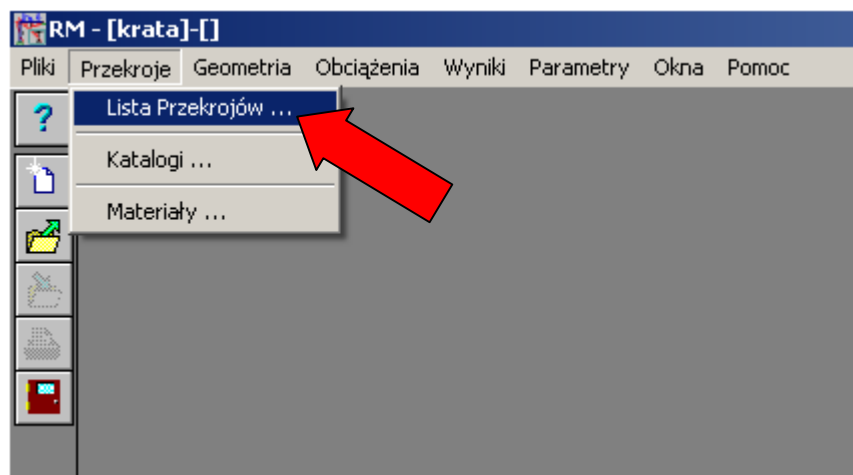 RM - [krata]-[]
Pliki Przekroje Geometria Obciążenia Wyniki Parametry Okna Pomoc
Lista Przekrojów ...
Katalogi ...
Materiały ...
?